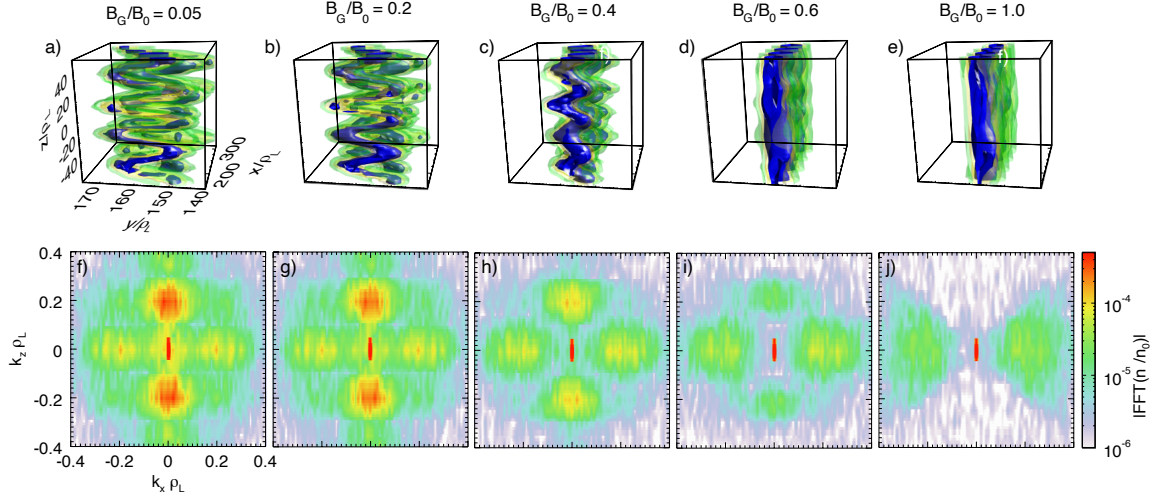 B_G/B_0 = 0.05
B_G/B_0 = 0.2
B_G/B_0 = 0.4
B_G/B_0 = 0.6
B_G/B_0 = 1.0
a)
b)
c)
d)
e)
40
20
0
-20
-40
170
160
150
140
y/ρ_L
200
300
x/ρ_L
f)
g)
h)
i)
j)
0.4
0.2
0
-0.2
-0.4
k_z ρ_L
-0.4 -0.2 0 0.2 0.4
k_x ρ_L
10^-4
10^-5
10^-6
|FFT(n /n_0)|